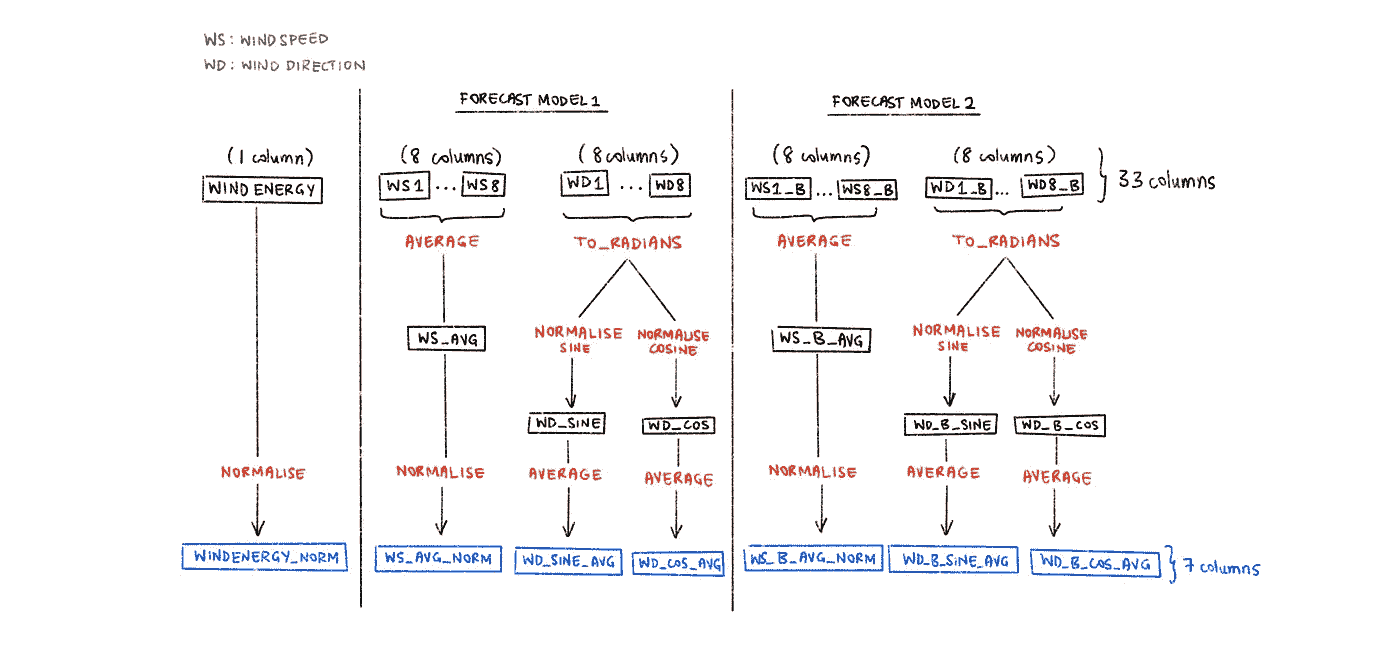 WS : WIND SPEED
WD : WIND DIRECTION
FORECAST MODEL 1
FORECAST MODEL 2
(1 column)
(8 columns)
(8 columns)
(8 columns)
(8 columns)
WIND ENERGY
WS1 ... WS8
WD1 ... WD8
WS1_B ... WS8_B
WD1_B ... WD8_B
33 columns
AVERAGE
TO_RADIANS
AVERAGE
TO_RADIANS
WS_AVG
NORMALISE
SINE
NORMALISE
COSINE
WS_B_AVG
NORMALISE
SINE
NORMALISE
COSINE
WD_SINE
WD_COS
WD_B_SINE
WD_B_COS
NORMALISE
NORMALISE
AVERAGE
AVERAGE
NORMALISE
AVERAGE
AVERAGE
WINDENERGY_NORM
WS_AVG_NORM
WD_SINE_AVG
WD_COS_AVG
WS_B_AVG_NORM
WD_B_SINE_AVG
WD_B_COS_AVG
7 columns